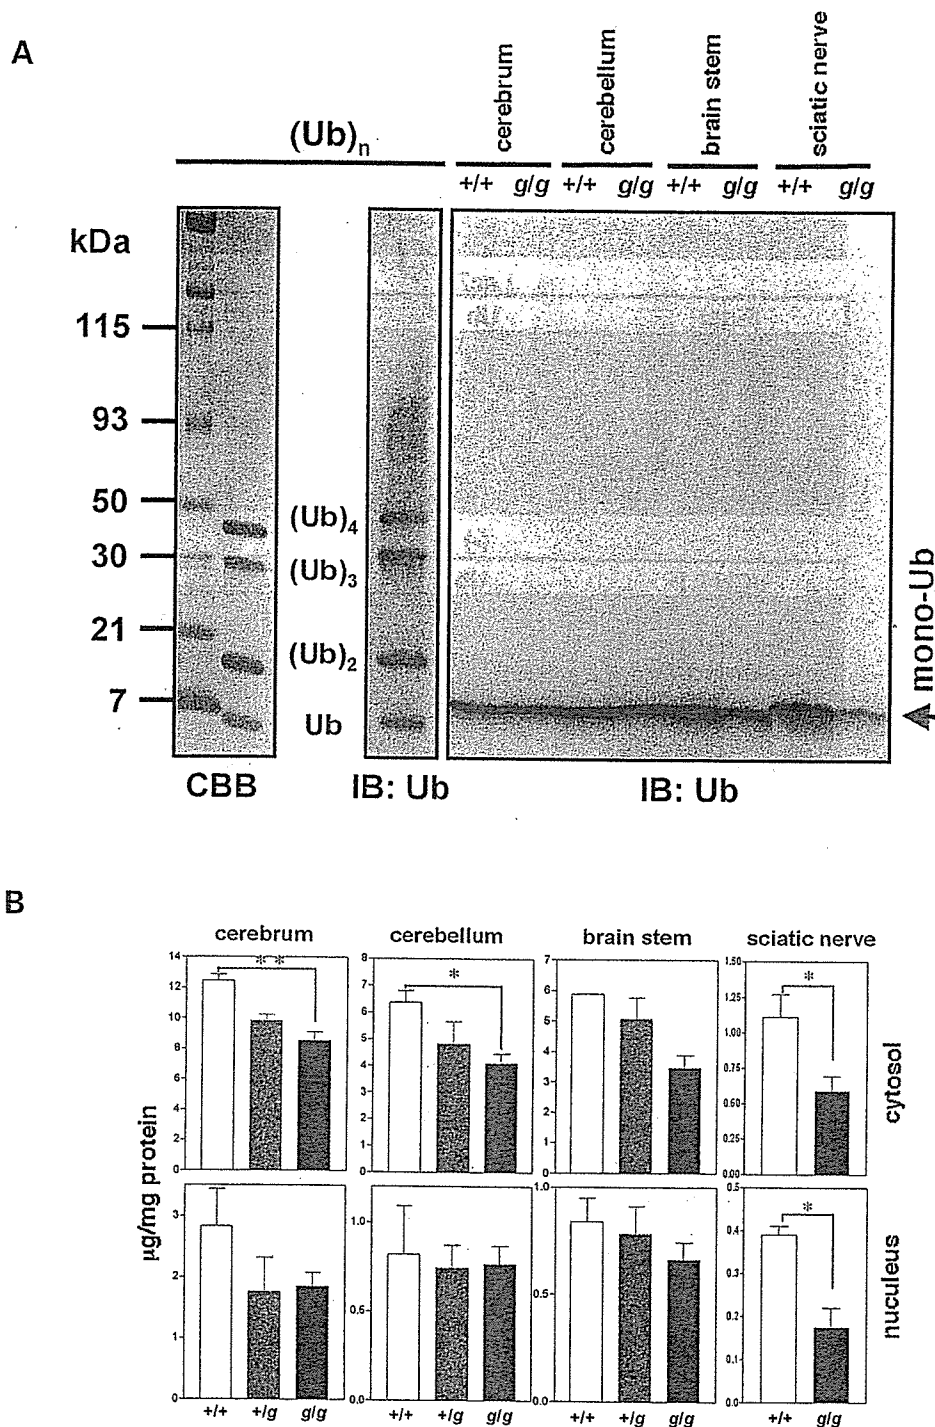 A
cerebrum
cerebellum
brain stem
sciatic nerve
(Ub)n
+/+ g/g +/+ g/g +/+ g/g +/+ g/g
kDa
115
93
50
(Ub)4
30
(Ub)3
21
(Ub)2
7
Ub
mono-Ub
CBB
IB: Ub
IB: Ub
B
cerebrum
cerebellum
brain stem
sciatic nerve
14
12
10
8
6
4
2
0
**
8
7
6
5
4
3
2
1
0
*
7
6
5
4
3
2
1
0
1.50
1.25
1.00
0.75
0.50
0.25
0.00
*
cytosol
µg/mg protein
3
2
1
0
1.0
0.5
0.0
1.0
0.5
0.0
0.5
0.4
0.3
0.2
0.1
0.0
*
nuculeus
+/+ +/g g/g
+/+ +/g g/g
+/+ +/g g/g
+/+ g/g